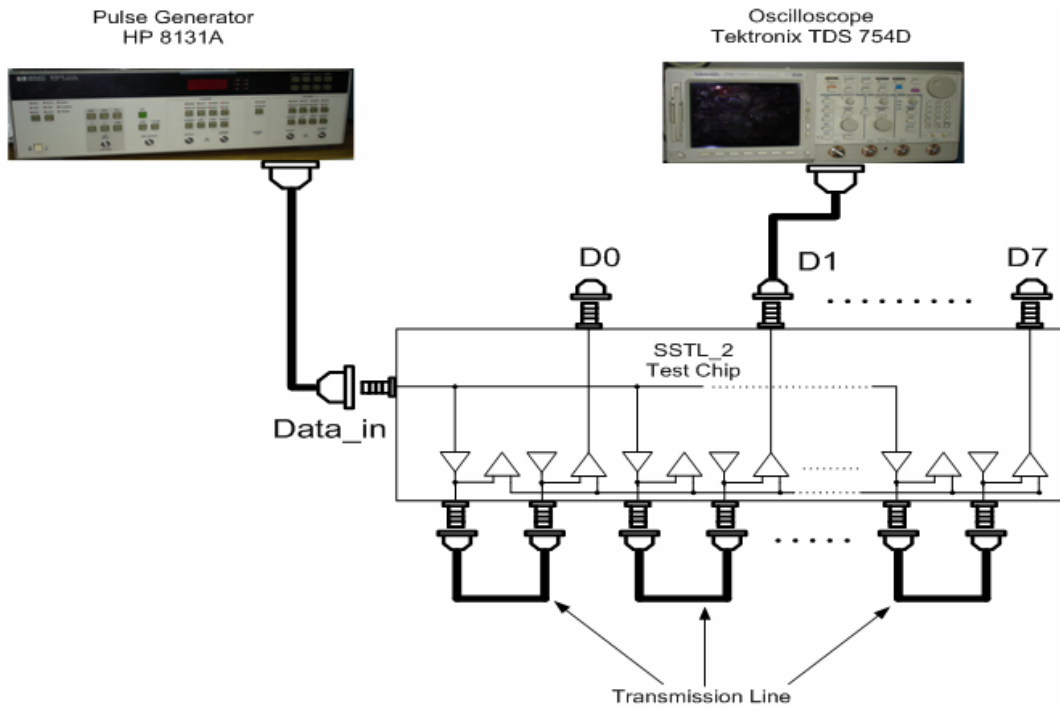 Pulse Generator
HP 8131A
Oscilloscope
Tektronix TDS 754D
D0
D1
D7
SSTL_2
Test Chip
Data_in
Transmission Line